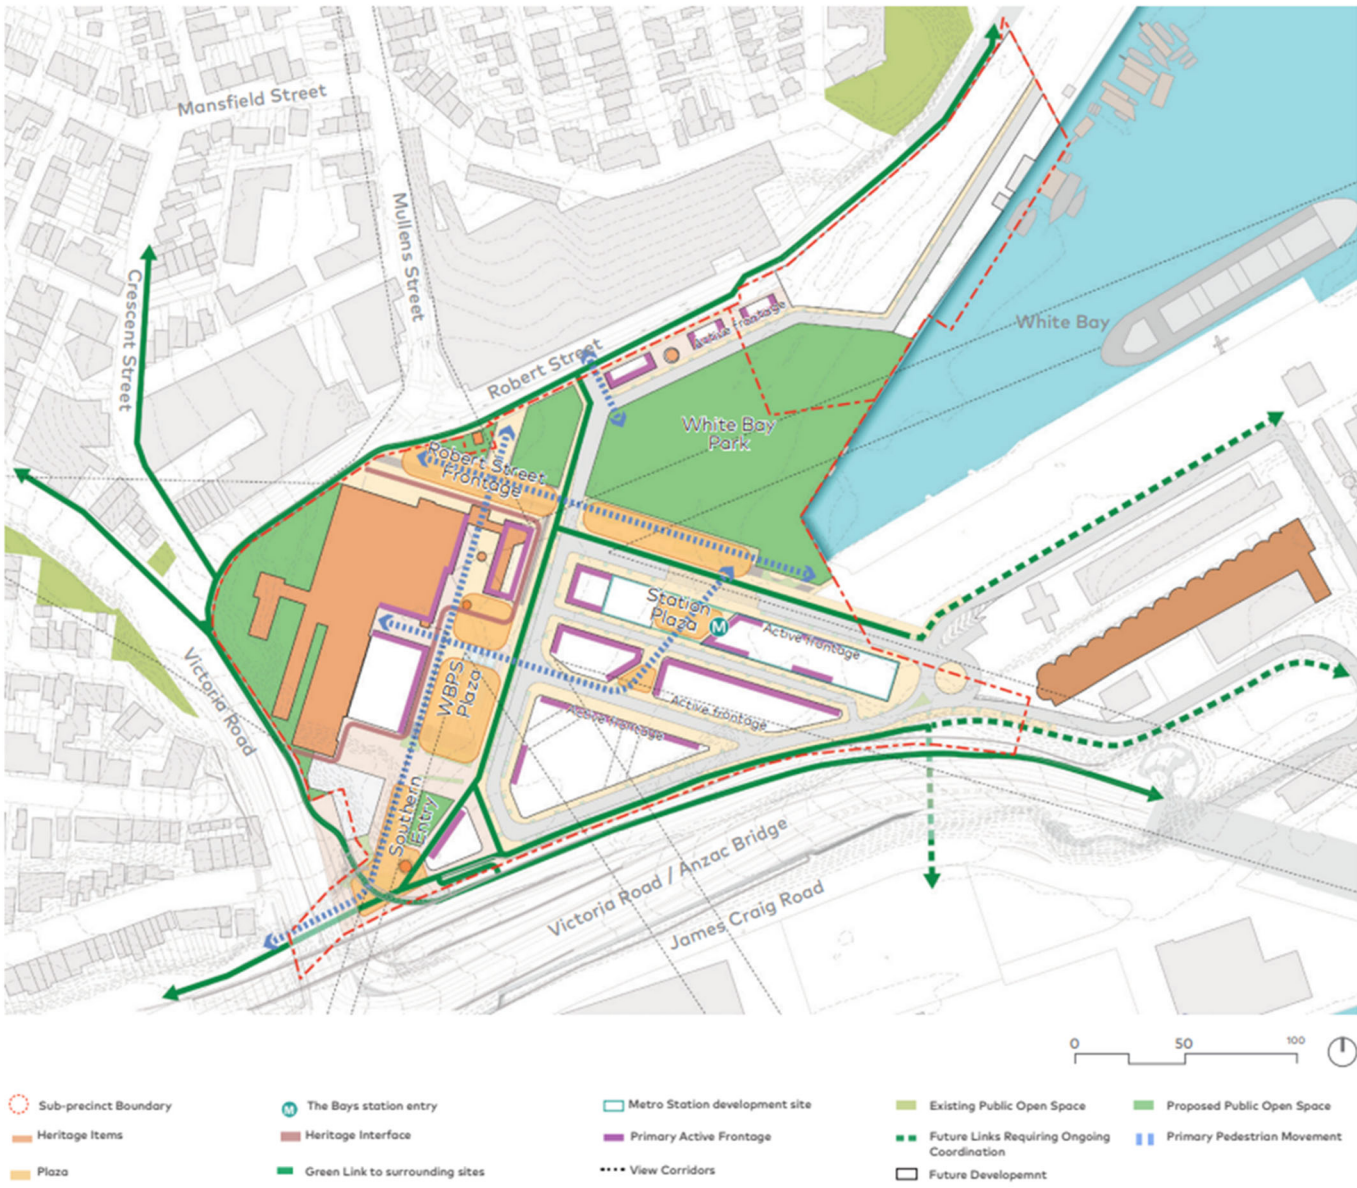 Mansfield Street
Mullens Street
Crescent Street
White Bay
Active frontage
Robert Street
White Bay
Park
Robert Street
Frontage
Station
Plaza
M
Active frontage
WBPS
Plaza
Victoria Road
Active frontage
Active frontage
Southern
Entry
Victoria Road / Anzac Bridge
James Craig Road
0 50 100
Sub-precinct Boundary
M The Bays station entry
Metro Station development site
Existing Public Open Space
Proposed Public Open Space
Heritage Items
Heritage Interface
Primary Active Frontage
Future Links Requiring Ongoing
Coordination
Primary Pedestrian Movement
Plaza
Green Link to surrounding sites
View Corridors
Future Developemnt